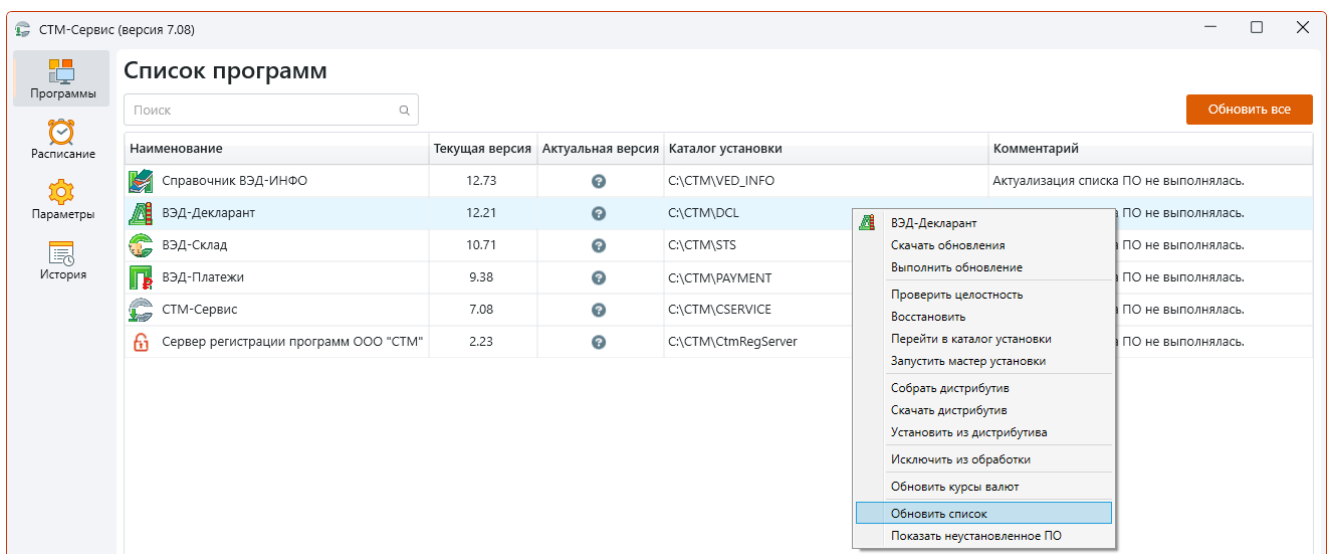 СТМ-Сервис (версия 7.08)
Программы
Расписание
Параметры
История
Список программ
Поиск
Обновить все
Наименование Текущая версия Актуальная версия Каталог установки Комментарий
Справочник ВЭД-ИНФО 12.73 C:\CTM\VED_INFO Актуализация списка ПО не выполнялась.
ВЭД-Декларант 12.21 C:\CTM\DCL ПО не выполнялась.
ВЭД-Склад 10.71 C:\CTM\STS ПО не выполнялась.
ВЭД-Платежи 9.38 C:\CTM\PAYMENT ПО не выполнялась.
СТМ-Сервис 7.08 C:\CTM\CSERVICE ПО не выполнялась.
Сервер регистрации программ ООО "СТМ" 2.23 C:\CTM\CtmRegServer ПО не выполнялась.
ВЭД-Декларант
Скачать обновления
Выполнить обновление
Проверить целостность
Восстановить
Перейти в каталог установки
Запустить мастер установки
Собрать дистрибутив
Скачать дистрибутив
Установить из дистрибутива
Исключить из обработки
Обновить курсы валют
Обновить список
Показать неустановленное ПО